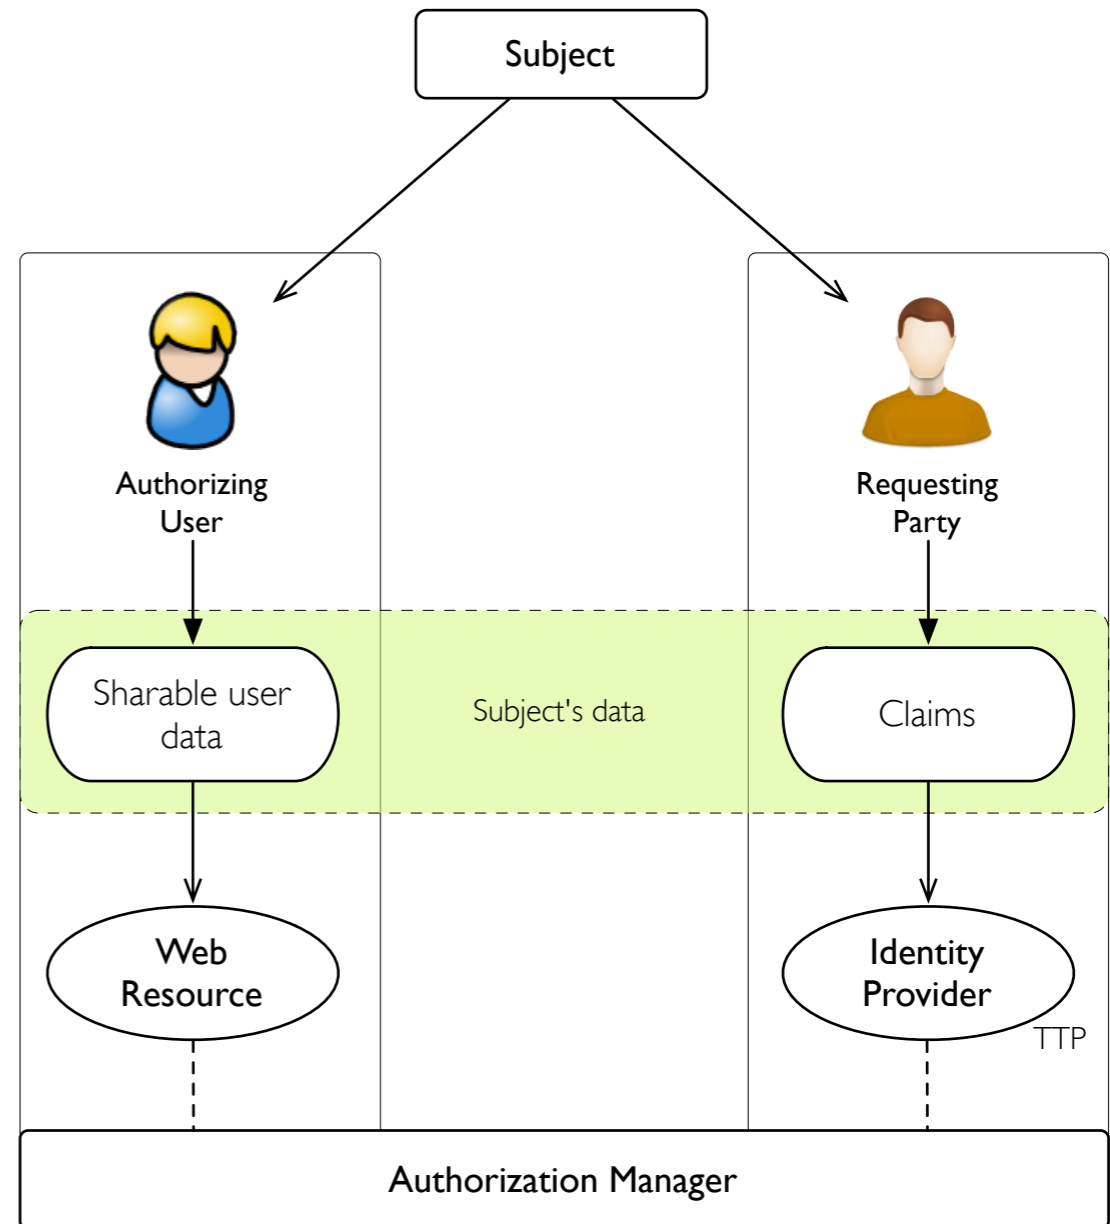 Subject
Authorizing
User
Requesting
Party
Sharable user
data
Subject's data
Claims
Web
Resource
Identity
Provider
TTP
Authorization Manager